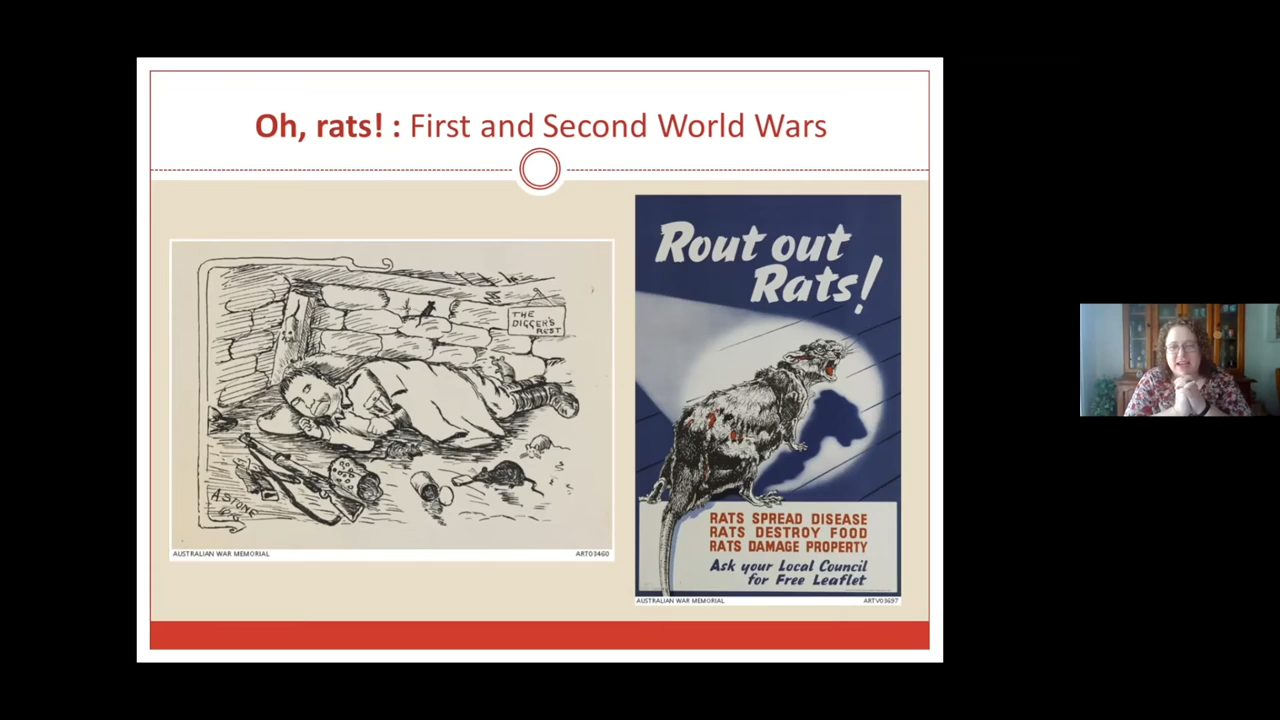 Oh, rats! : First and Second World Wars
THE
DIGGER'S
REST
A STONE
AUSTRALIAN WAR MEMORIAL
ART03460
Rout out
Rats!
RATS SPREAD DISEASE
RATS DESTROY FOOD
RATS DAMAGE PROPERTY
Ask your Local Council
for Free Leaflet
AUSTRALIAN WAR MEMORIAL
ARTV03697